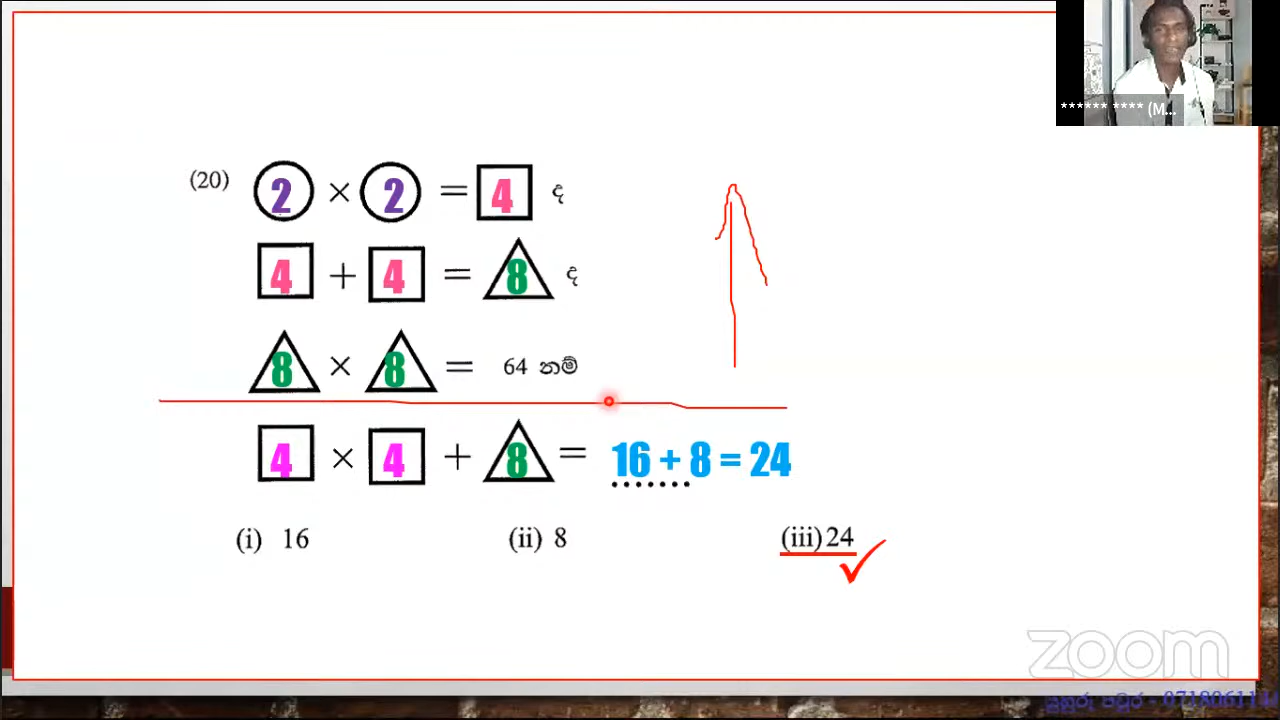 ****** **** (M...
(20) 2 × 2 = 4 ද
4 + 4 = 8 ද
8 × 8 = 64 නම්
4 × 4 + 8 = 16 + 8 = 24
(i) 16 (ii) 8 (iii) 24
zoom